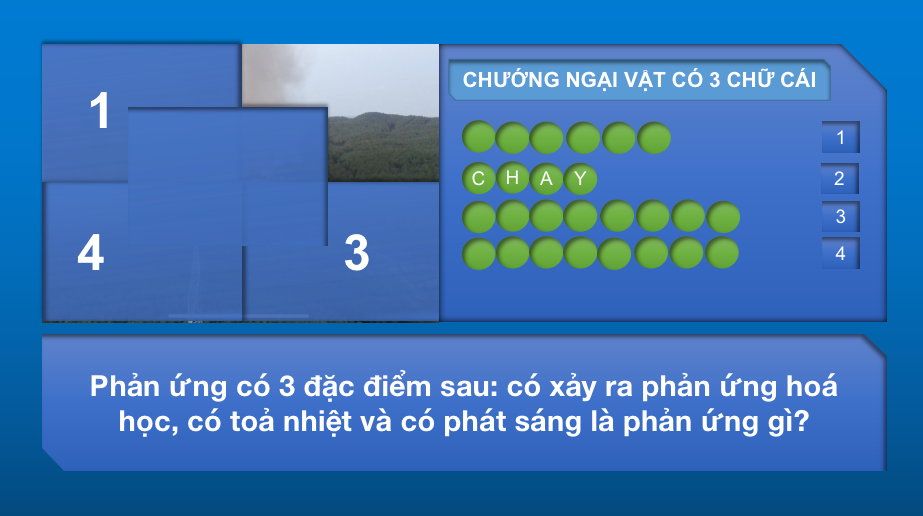 1
4
3
CHƯỚNG NGẠI VẬT CÓ 3 CHỮ CÁI
1
C H A Y 2
3
4
Phản ứng có 3 đặc điểm sau: có xảy ra phản ứng hoá
học, có toả nhiệt và có phát sáng là phản ứng gì?